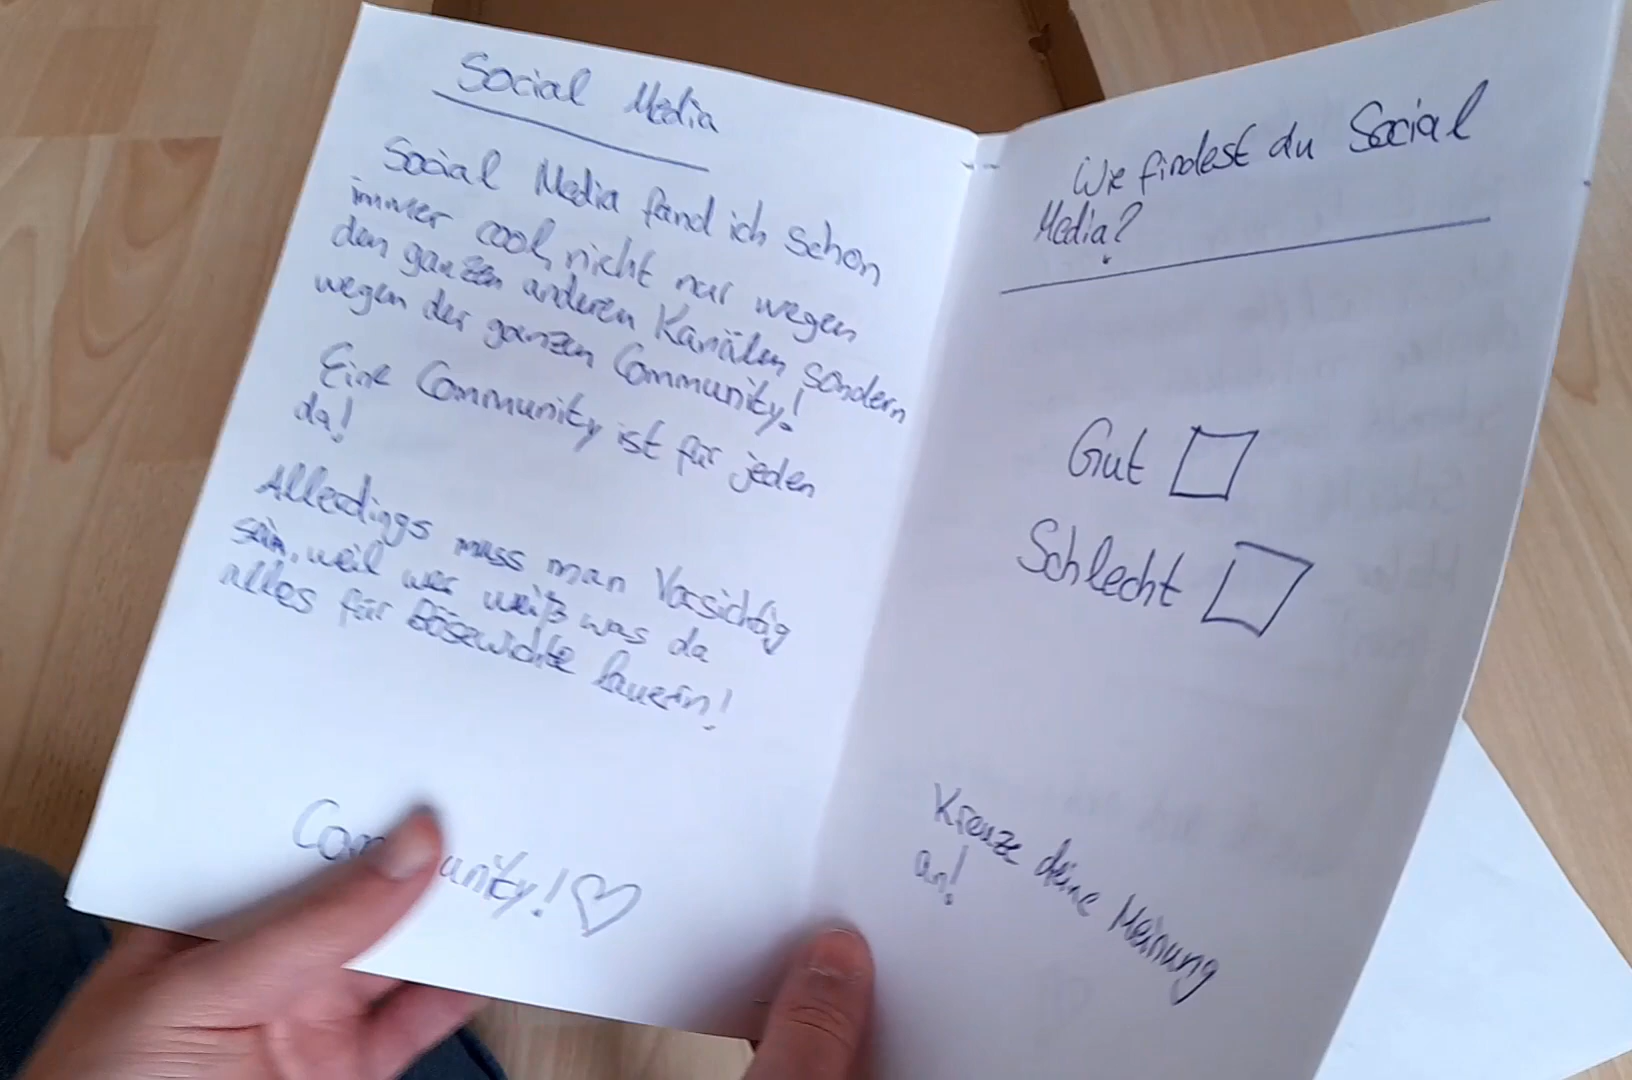 Social Media
Social Media fand ich schon
immer cool, nicht nur wegen
den ganzen anderen Kanälen sondern
wegen der ganzen Community!
Eine Community ist für jeden
da!
Allerdings muss man Vorsichtig
sein, weil wer weiß was da
alles für Bösewichte lauern!
Community! ♡
Wie findest du Social
Media?
Gut
Schlecht
Kreuze deine Meinung
an!